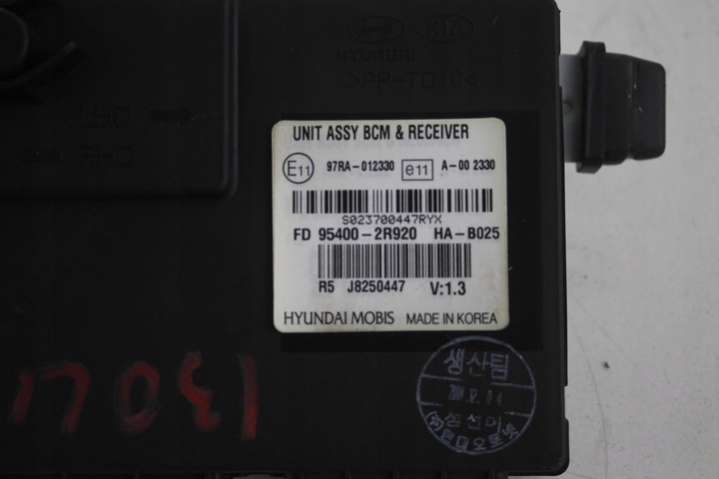 HYUNDAI
UNIT ASSY BCM & RECEIVER
E11 97RA-012330 e11 A-00 2330
S023700447RYX
FD 95400-2R920 HA-B025
R5 J8250447 V:1.3
HYUNDAI MOBIS MADE IN KOREA
생산팀